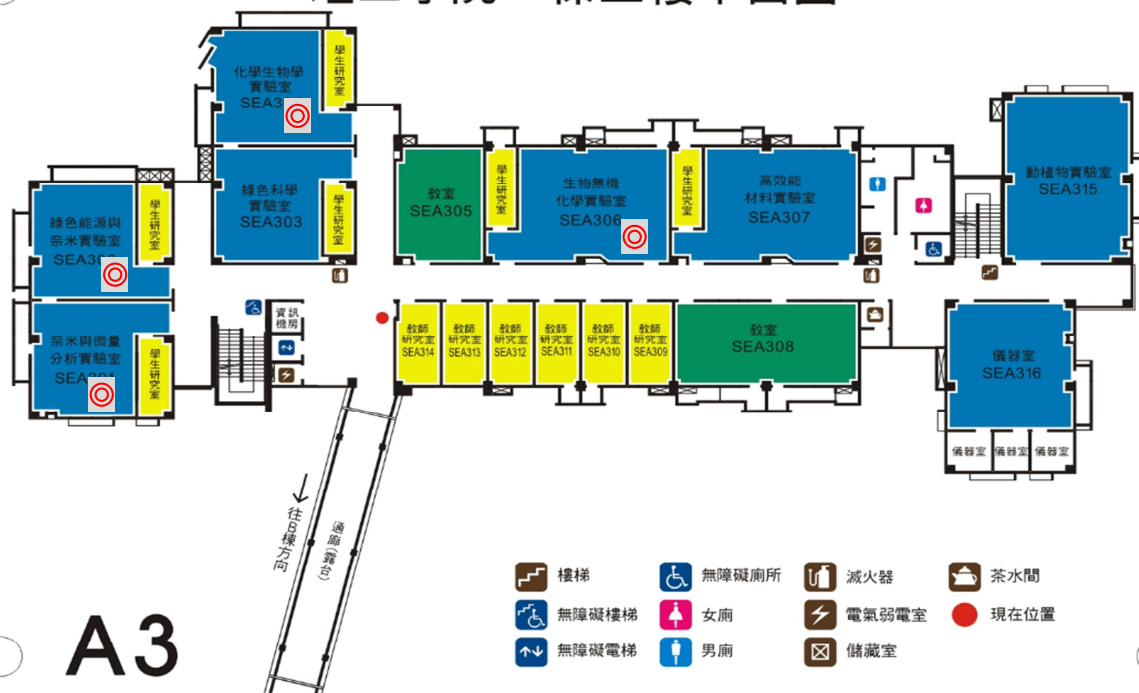 化學生物學
實驗室
SEA3
學生研究室
綠色科學
實驗室
SEA303
學生研究室
綠色能源與
奈米實驗室
SEA30
學生研究室
奈米與微量
分析實驗室
SEA301
學生研究室
教室
SEA305
學生研究室
生物無機
化學實驗室
SEA306
學生研究室
高效能
材料實驗室
SEA307
動植物實驗室
SEA315
資訊
機房
教師
研究室
SEA314
教師
研究室
SEA313
教師
研究室
SEA312
教師
研究室
SEA311
教師
研究室
SEA310
教師
研究室
SEA309
教室
SEA308
儀器室
SEA316
儀器室
儀器室
儀器室
往B棟方向
通廊(露台)
A3
樓梯
無障礙廁所
滅火器
茶水間
無障礙樓梯
女廁
電氣弱電室
現在位置
無障礙電梯
男廁
儲藏室